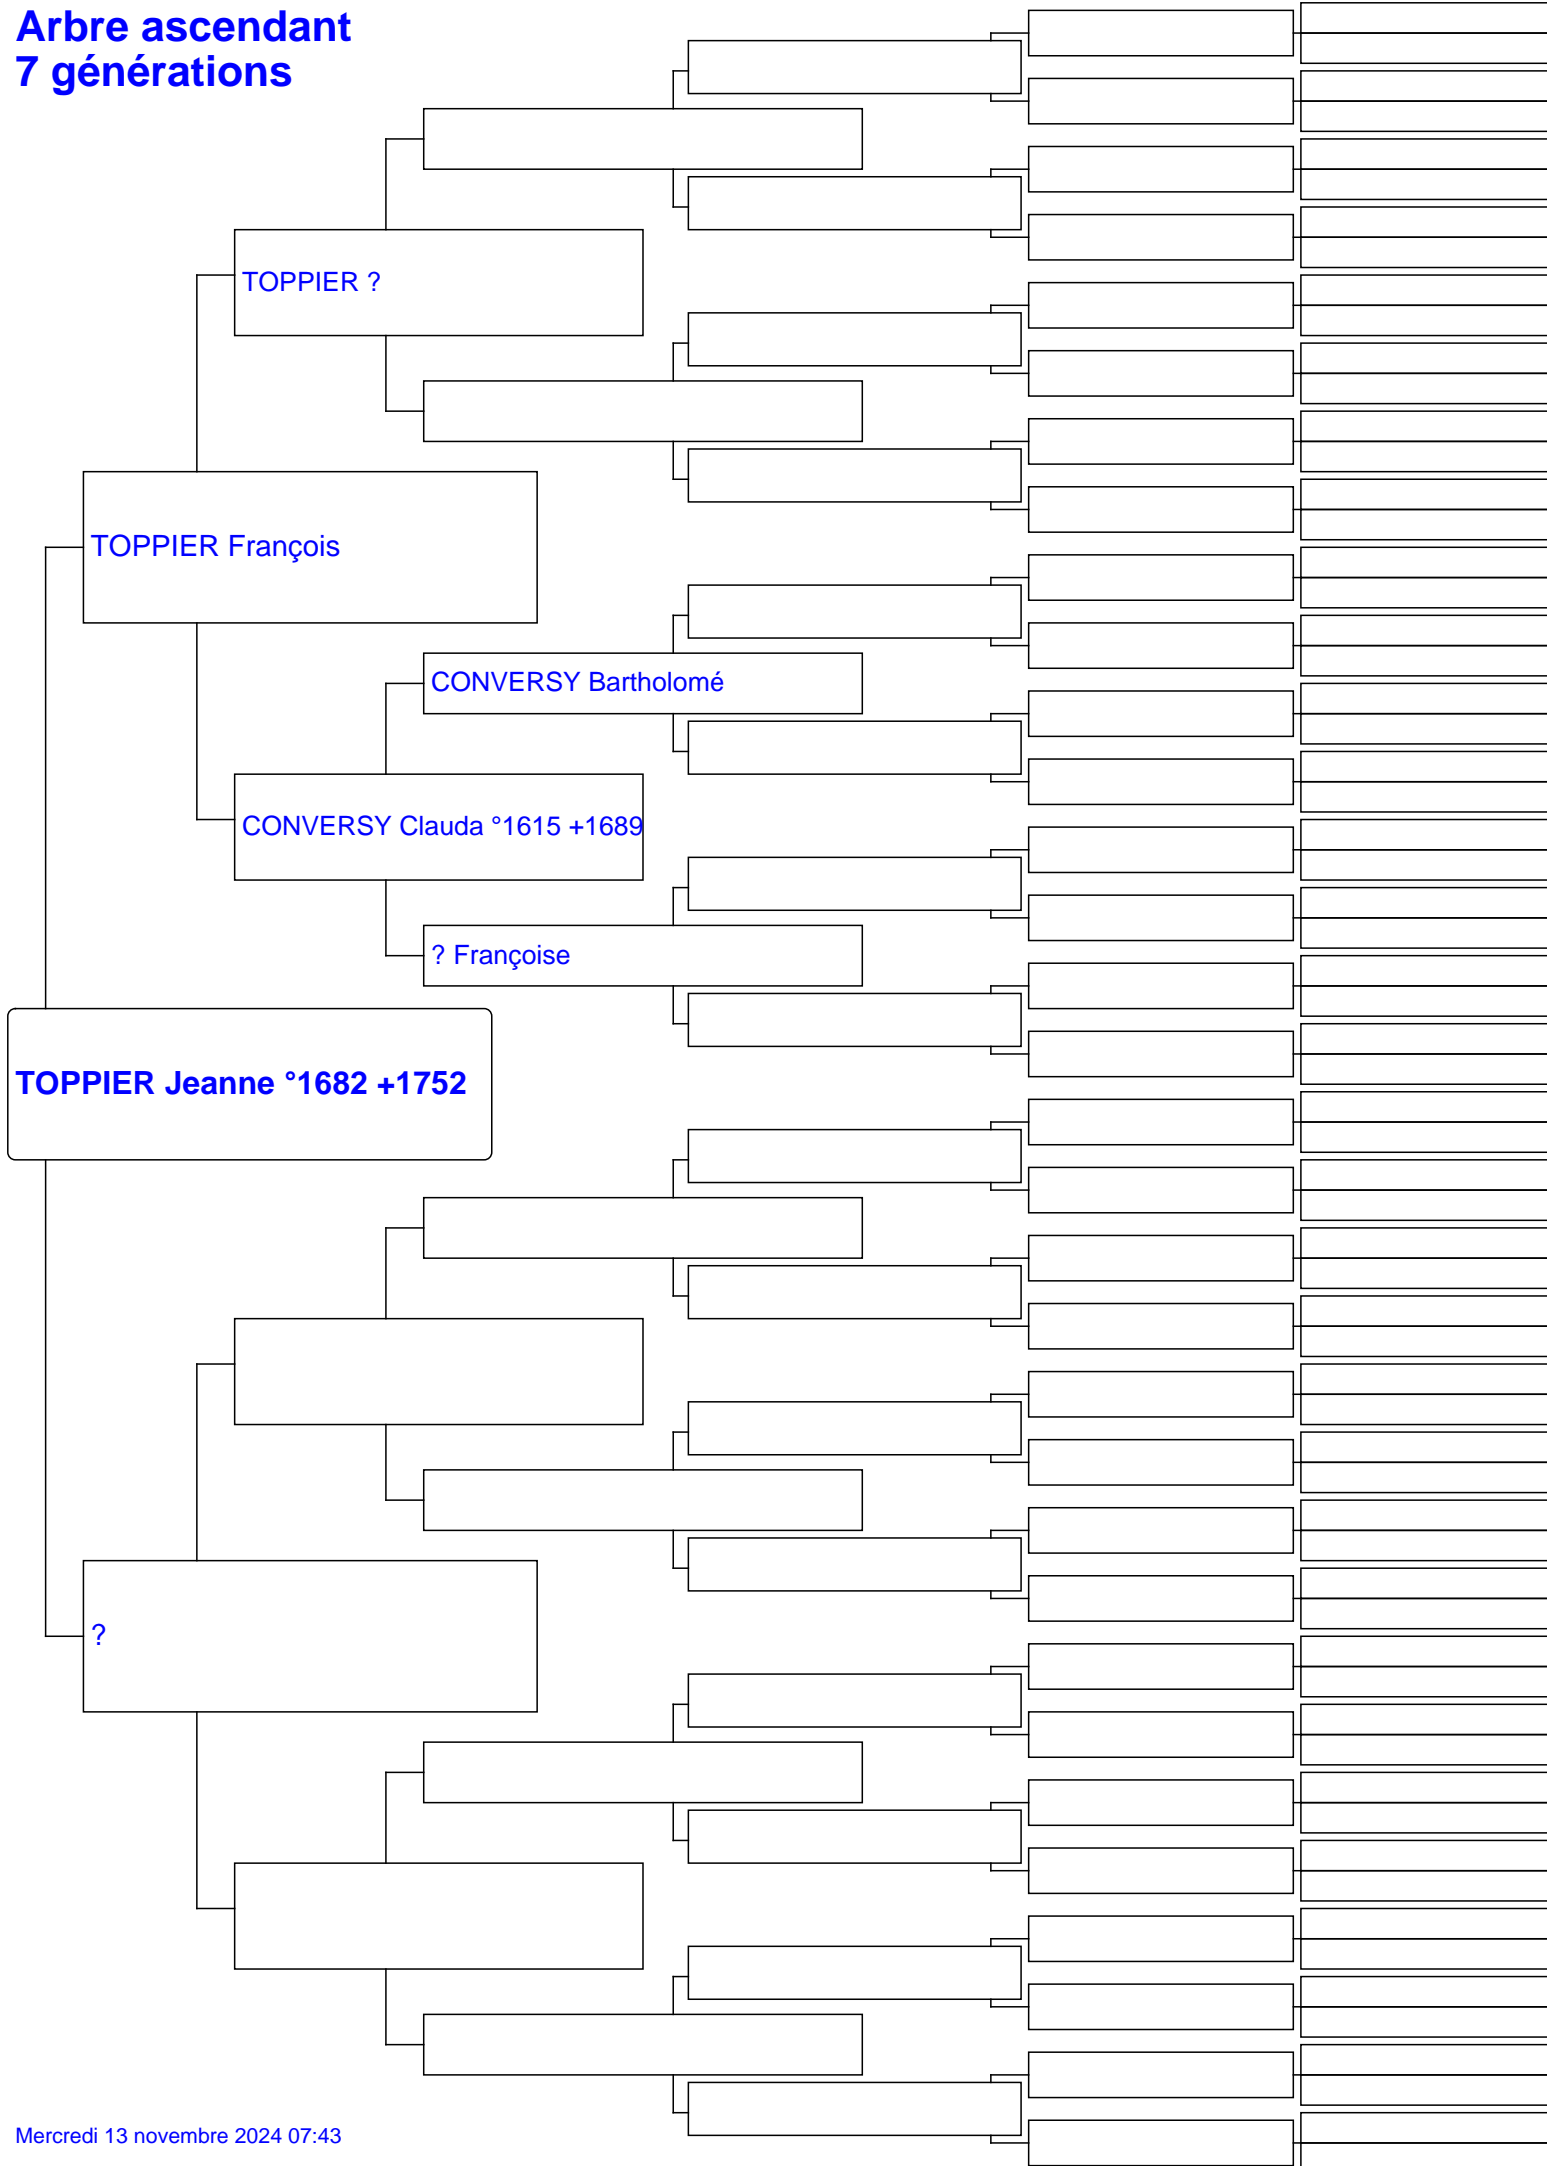 Arbre ascendant
7 générations
TOPPIER ?
TOPPIER François
CONVERSY Bartholomé
CONVERSY Clauda °1615 +1689
? Françoise
TOPPIER Jeanne °1682 +1752
?
Mercredi 13 novembre 2024 07:43